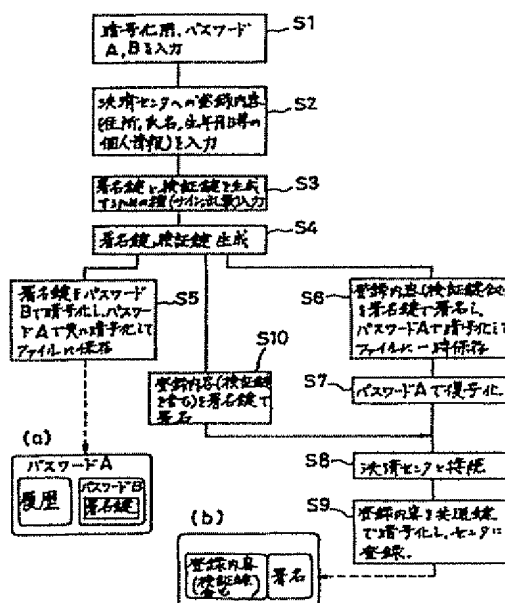 S1
暗号化用、パスワード
A,Bを入力
S2
決済センタへの登録内容
(住所,氏名,生年月日等の
個人情報)を入力
S3
署名鍵と検証鍵を生成
するための種(サイン,乱数)入力
S4
署名鍵,検証鍵生成
S5
署名鍵をパスワード
Bで暗号化し,パスワー
ドAで更に暗号化して
ファイルに保存
S6
登録内容(検証鍵含む)
を署名鍵で署名し,
パスワードAで暗号化して
ファイルに一時保存
S10
登録内容(検証鍵
を含む)を署名鍵で
署名
S7
パスワードAで復号化
(a)
パスワードA
履歴
パスワードB
署名鍵
S8
決済センタと接続
S9
登録内容を共通鍵
で暗号化し,センタに
登録.
(b)
登録内容
(検証鍵
含む)
署名